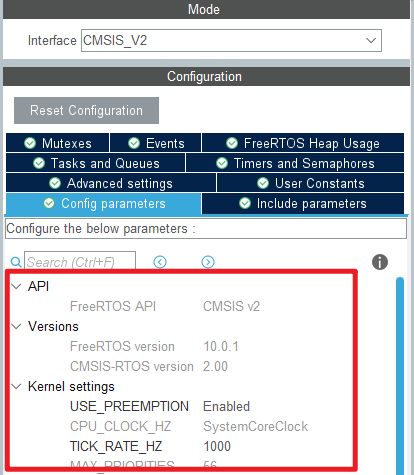 Mode
Interface CMSIS_V2
Configuration
Reset Configuration
Mutexes Events FreeRTOS Heap Usage
Tasks and Queues Timers and Semaphores
Advanced settings User Constants
Config parameters Include parameters
Configure the below parameters :
Search (Ctrl+F)
API
FreeRTOS API CMSIS v2
Versions
FreeRTOS version 10.0.1
CMSIS-RTOS version 2.00
Kernel settings
USE_PREEMPTION Enabled
CPU_CLOCK_HZ SystemCoreClock
TICK_RATE_HZ 1000
MAX_PRIORITIES 56